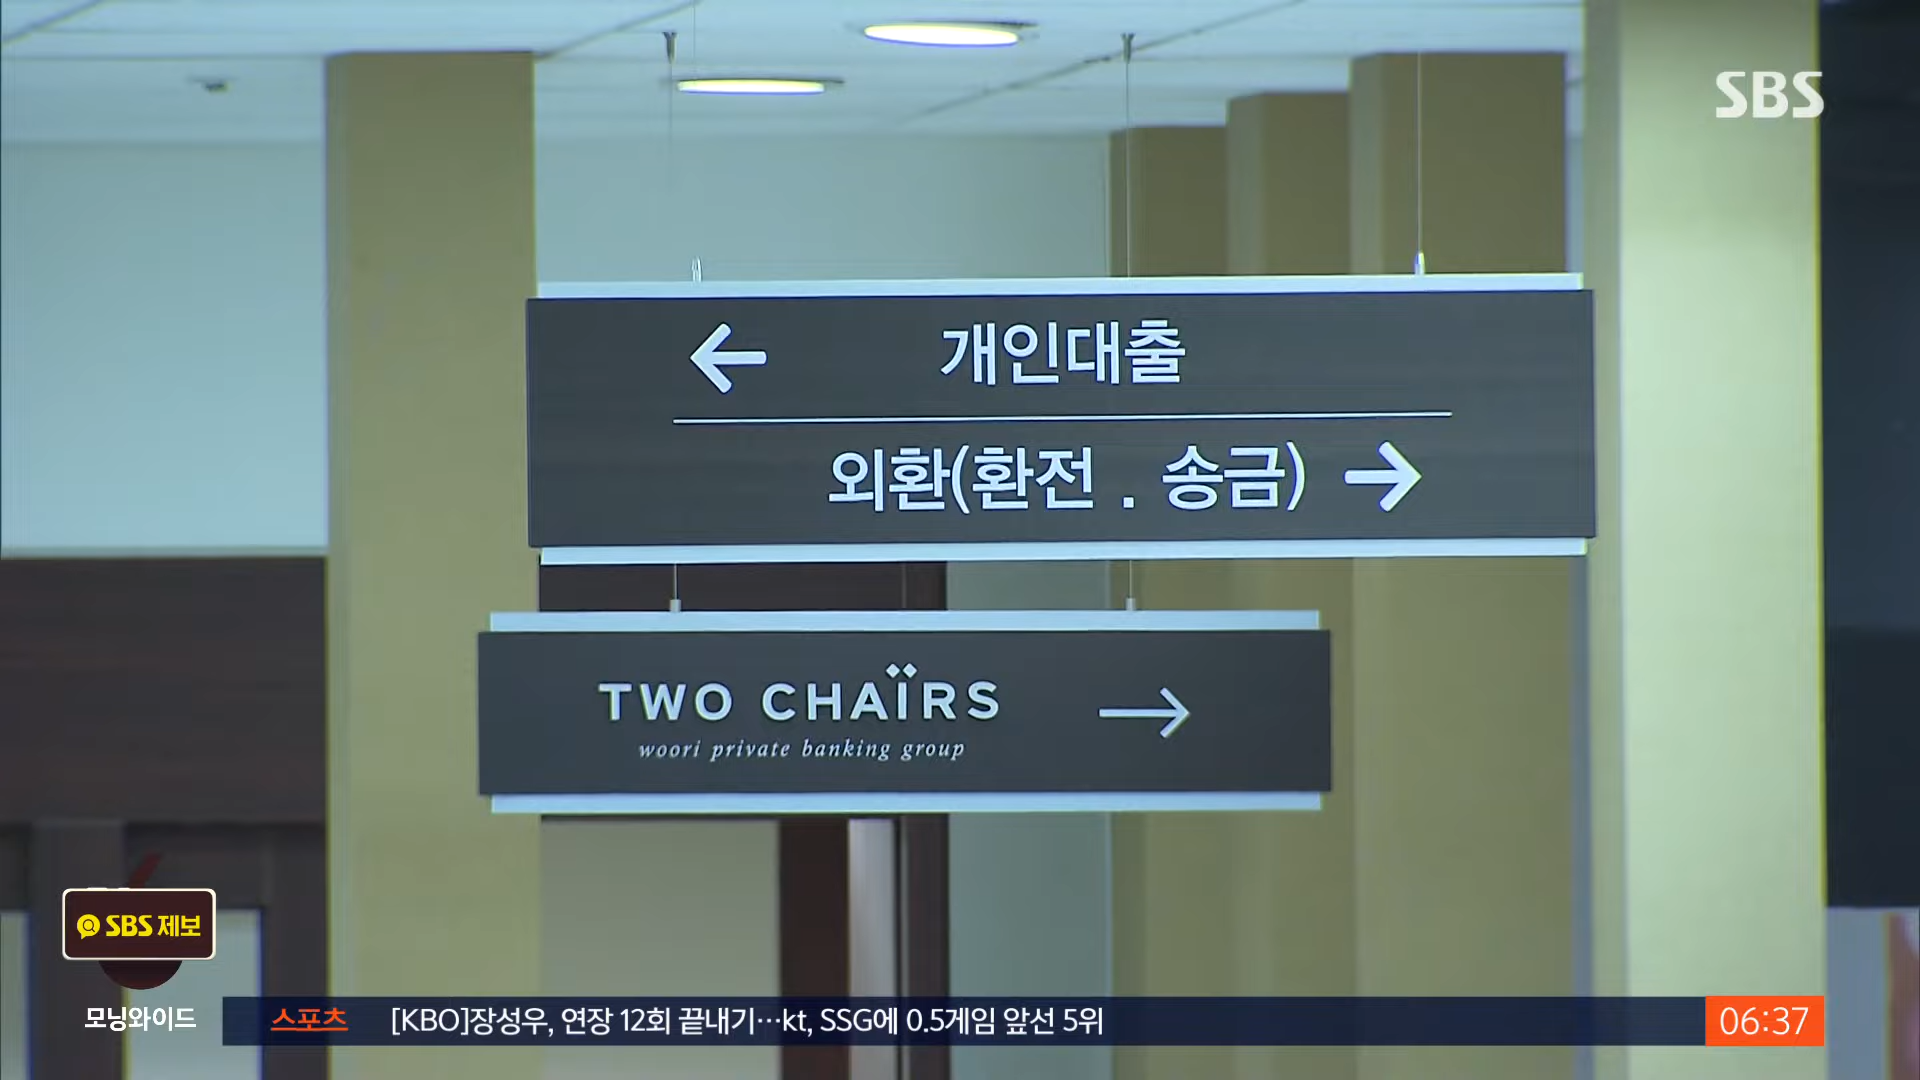 SBS
← 개인대출
외환(환전 . 송금) →
TWO CHAÏRS →
woori private banking group
SBS 제보
모닝와이드
스포츠 [KBO]장성우, 연장 12회 끝내기…kt, SSG에 0.5게임 앞선 5위
06:37